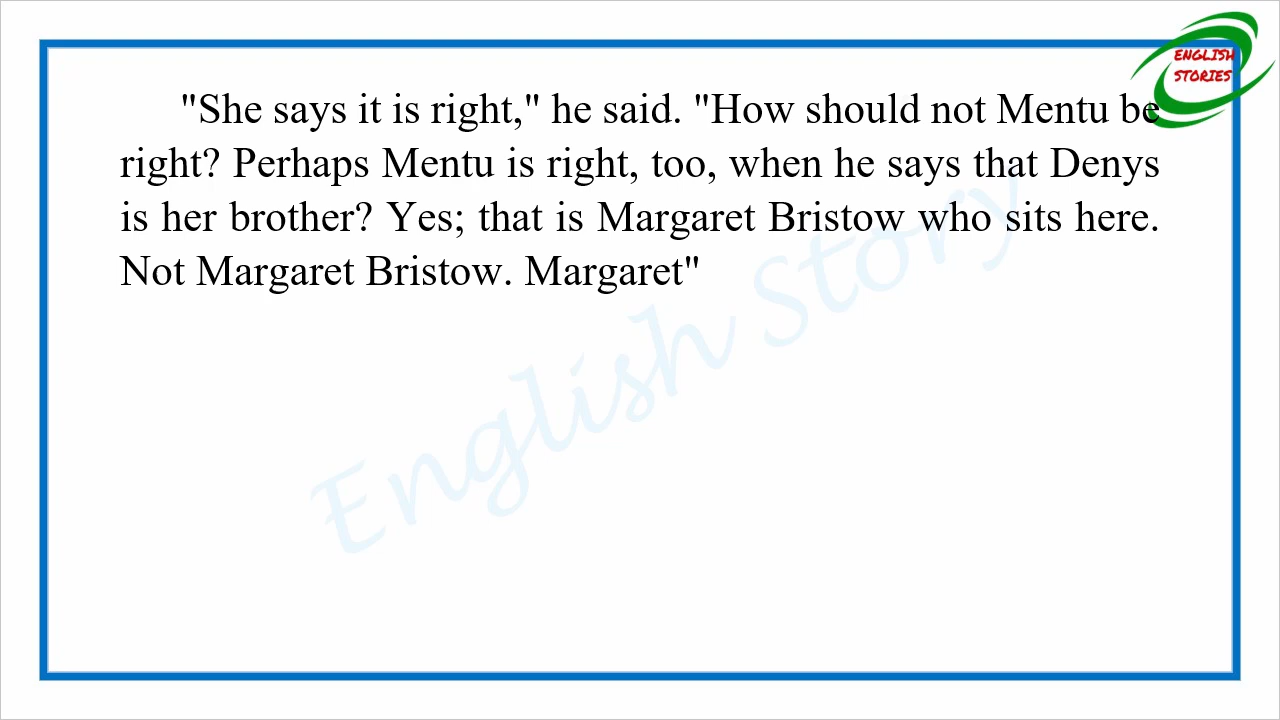 ENGLISH
STORIES
"She says it is right," he said. "How should not Mentu be
right? Perhaps Mentu is right, too, when he says that Denys
is her brother? Yes; that is Margaret Bristow who sits here.
Not Margaret Bristow. Margaret"
English Story